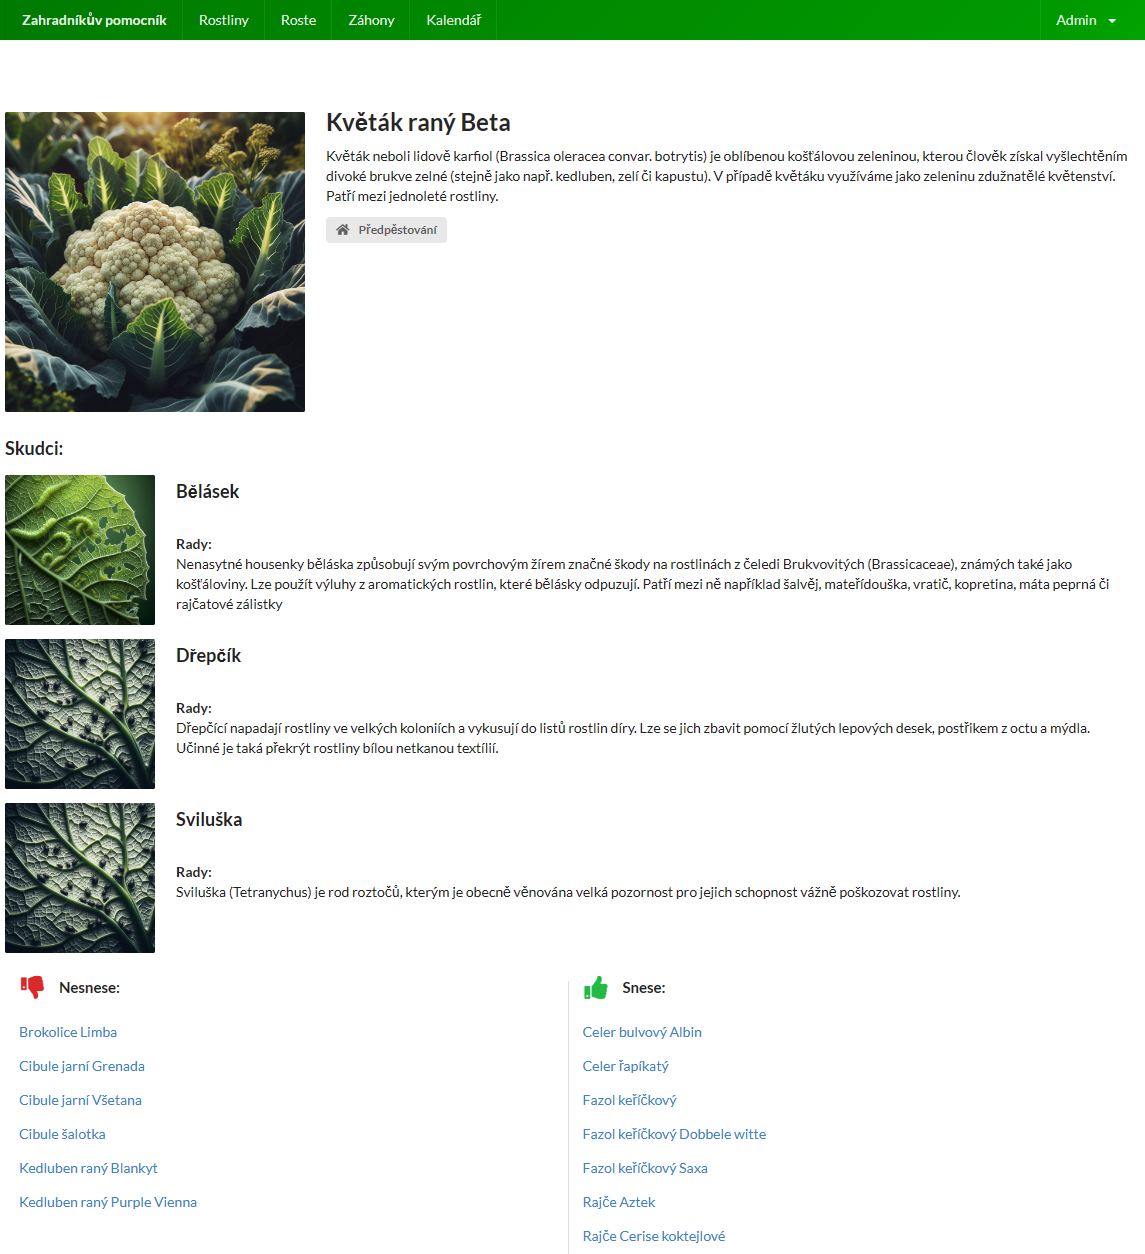 Zahradníkův pomocník Rostliny Roste Záhony Kalendář Admin
Květák raný Beta
Květák neboli lidově karfiol (Brassica oleracea convar. botrytis) je oblíbenou košťálovou zeleninou, kterou člověk získal vyšlechtěním
divoké brukve zelné (stejně jako např. kedluben, zelí či kapustu). V případě květáku využíváme jako zeleninu zdužnatělé květenství.
Patří mezi jednoleté rostliny.
Předpěstování
Skudci:
Bělásek
Rady:
Nenasytné housenky běláska způsobují svým povrchovým žírem značné škody na rostlinách z čeledi Brukvovitých (Brassicaceae), známých také jako
košťáloviny. Lze použít výluhy z aromatických rostlin, které bělásky odpuzují. Patří mezi ně například šalvěj, mateřídouška, vratič, kopretina, máta peprná či
rajčatové zálistky
Dřepčík
Rady:
Dřepčící napadají rostliny ve velkých koloniích a vykusují do listů rostlin díry. Lze se jich zbavit pomocí žlutých lepových desek, postřikem z octu a mýdla.
Učinné je taká překrýt rostliny bílou netkanou textílií.
Sviluška
Rady:
Sviluška (Tetranychus) je rod roztočů, kterým je obecně věnována velká pozornost pro jejich schopnost vážně poškozovat rostliny.
Nesnese:
Brokolice Limba
Cibule jarní Grenada
Cibule jarní Všetana
Cibule šalotka
Kedluben raný Blankyt
Kedluben raný Purple Vienna
Snese:
Celer bulvový Albin
Celer řapíkatý
Fazol keříčkový
Fazol keříčkový Dobbele witte
Fazol keříčkový Saxa
Rajče Aztek
Rajče Cerise koktejlové